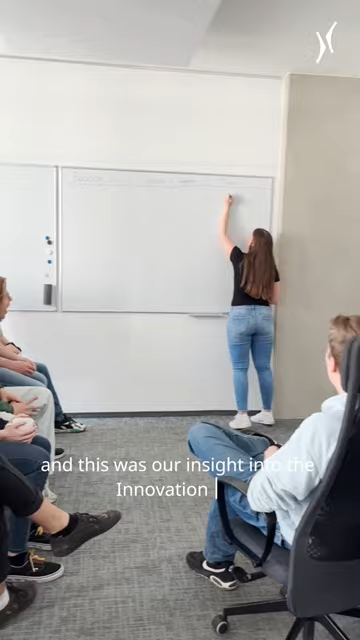 and this was our insight into the
Innovation |